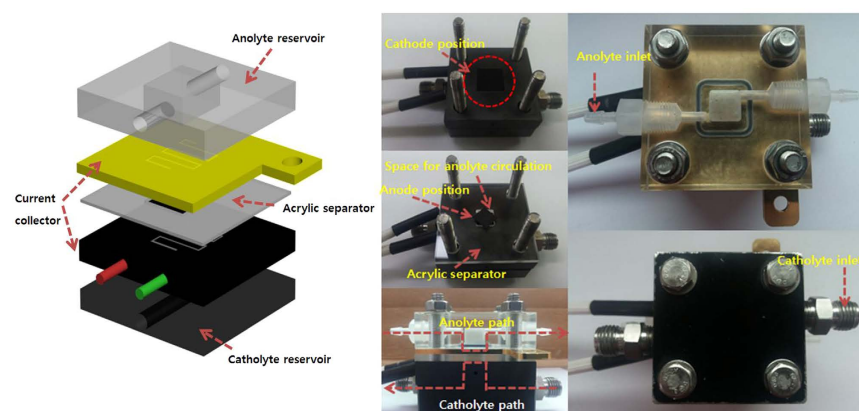 Anolyte reservoir
Current
collector
Acrylic separator
Catholyte reservoir
Cathode position
Space for anolyte circulation
Anode position
Acrylic separator
Anolyte path
Catholyte path
Anolyte inlet
Catholyte inlet